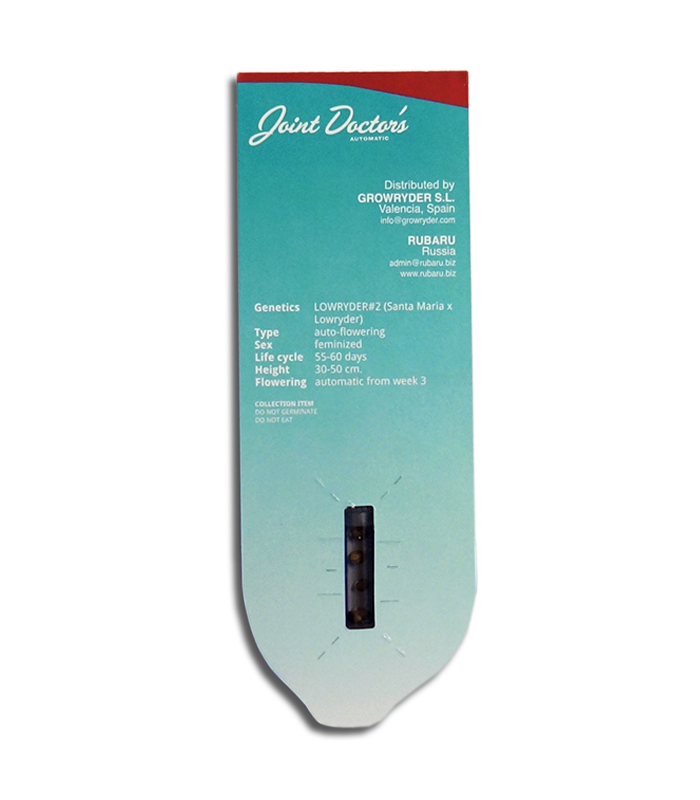 Joint Doctor's
AUTOMATIC
Distributed by
GROWRYDER S.L.
Valencia, Spain
info@growryder.com
RUBARU
Russia
admin@rubaru.biz
www.rubaru.biz
Genetics LOWRYDER#2 (Santa Maria x
Lowryder)
Type auto-flowering
Sex feminized
Life cycle 55-60 days
Height 30-50 cm.
Flowering automatic from week 3
COLLECTION ITEM
DO NOT GERMINATE
DO NOT EAT